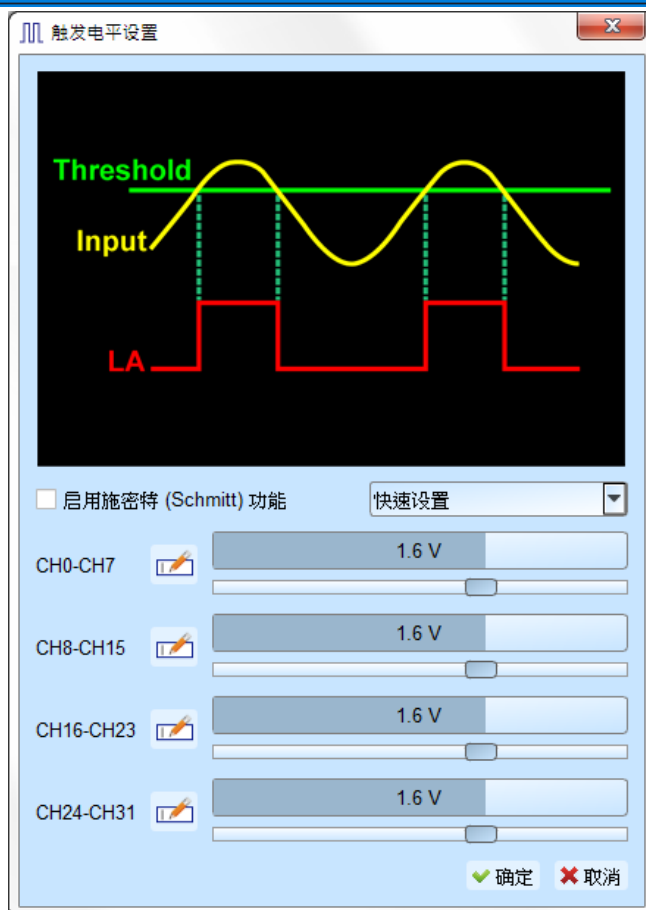 触发电平设置
Threshold
Input
LA
启用施密特 (Schmitt) 功能
快速设置
CH0-CH7
1.6 V
CH8-CH15
1.6 V
CH16-CH23
1.6 V
CH24-CH31
1.6 V
确定
取消